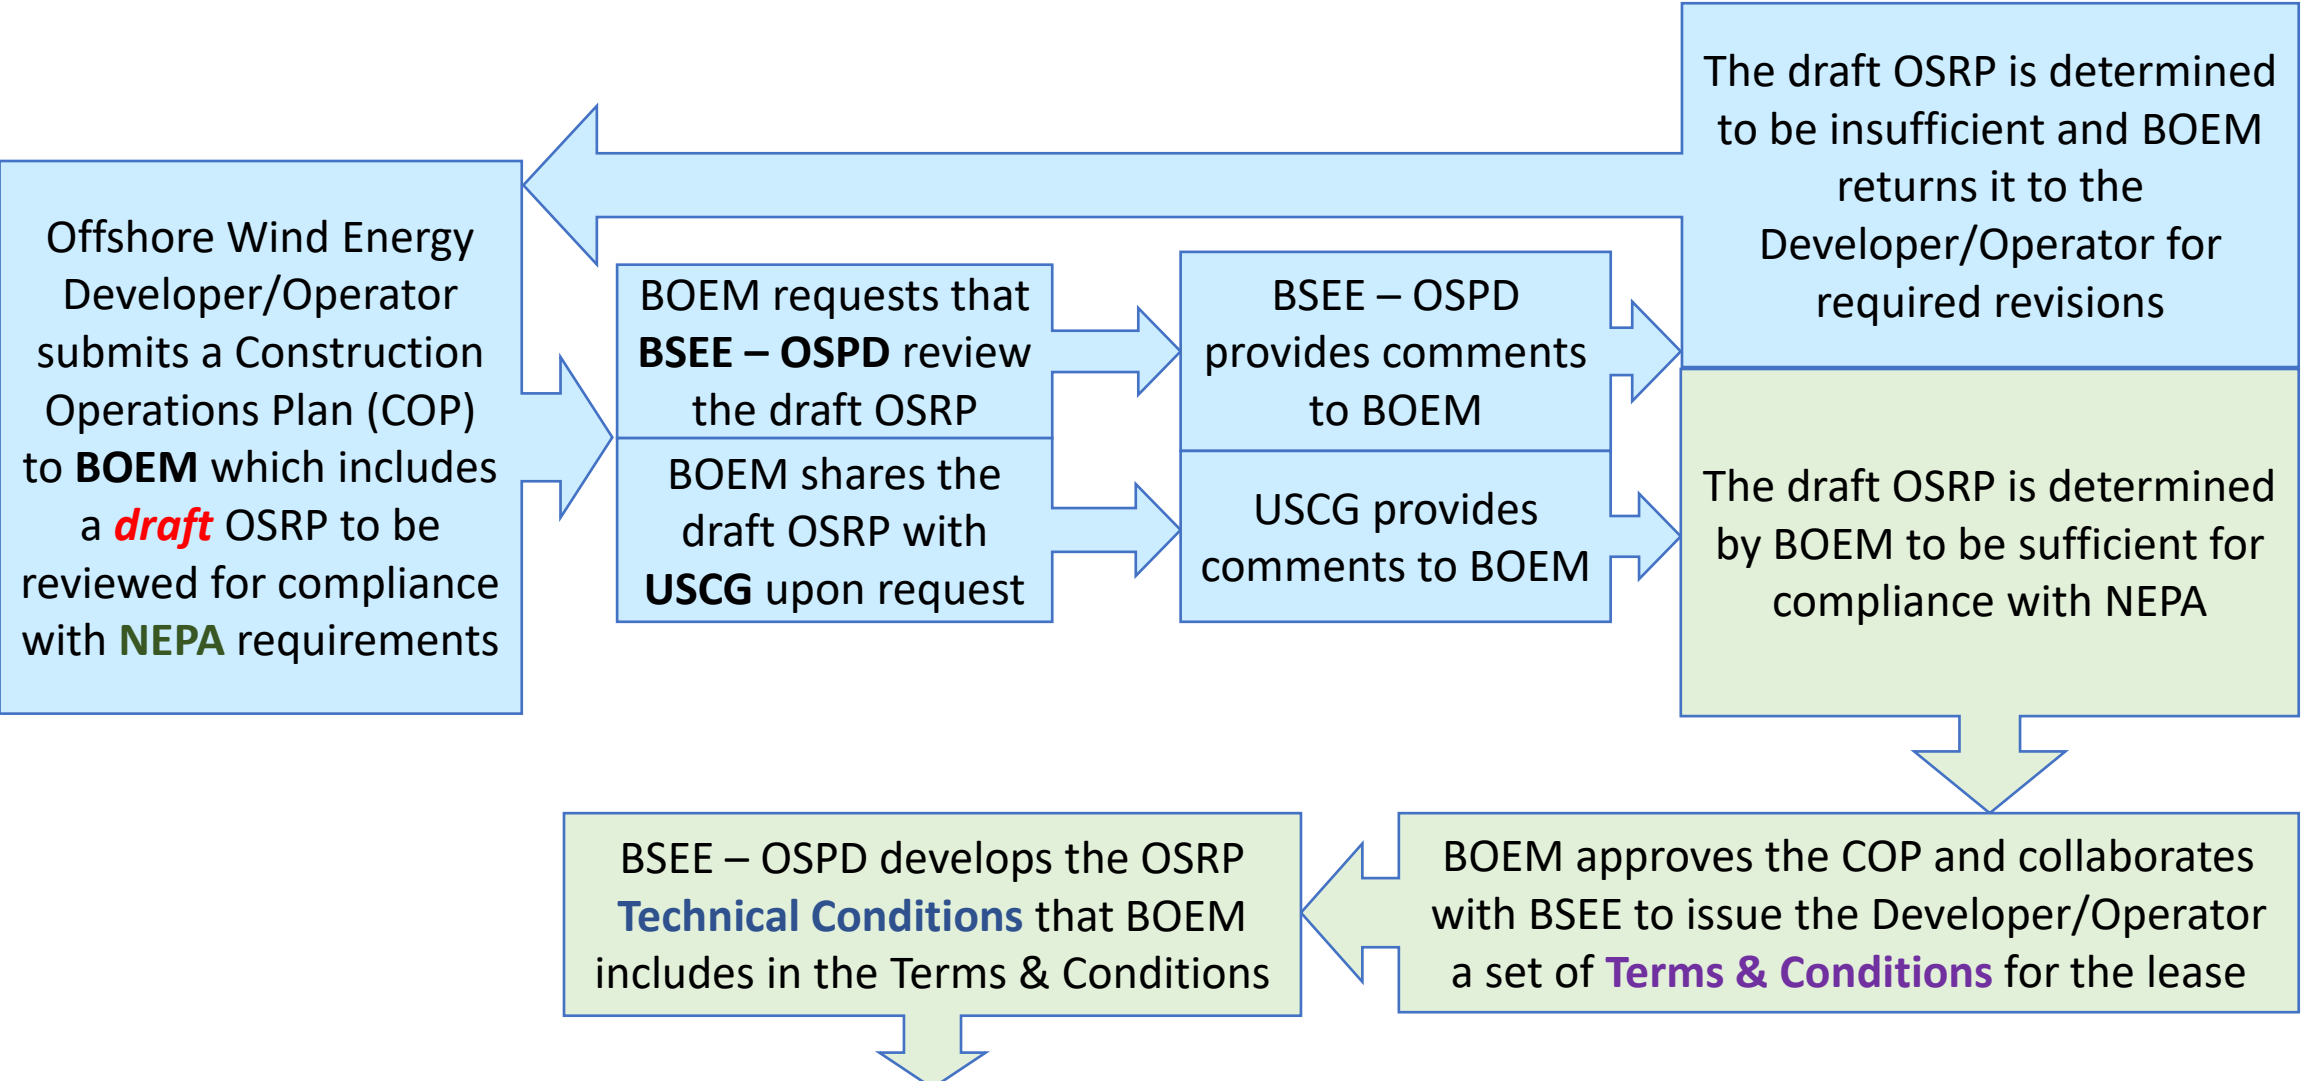 Offshore Wind Energy
Developer/Operator
submits a Construction
Operations Plan (COP)
to BOEM which includes
a draft OSRP to be
reviewed for compliance
with NEPA requirements
BOEM requests that
BSEE – OSPD review
the draft OSRP
BOEM shares the
draft OSRP with
USCG upon request
BSEE – OSPD
provides comments
to BOEM
USCG provides
comments to BOEM
The draft OSRP is determined
to be insufficient and BOEM
returns it to the
Developer/Operator for
required revisions
The draft OSRP is determined
by BOEM to be sufficient for
compliance with NEPA
BOEM approves the COP and collaborates
with BSEE to issue the Developer/Operator
a set of Terms & Conditions for the lease
BSEE – OSPD develops the OSRP
Technical Conditions that BOEM
includes in the Terms & Conditions